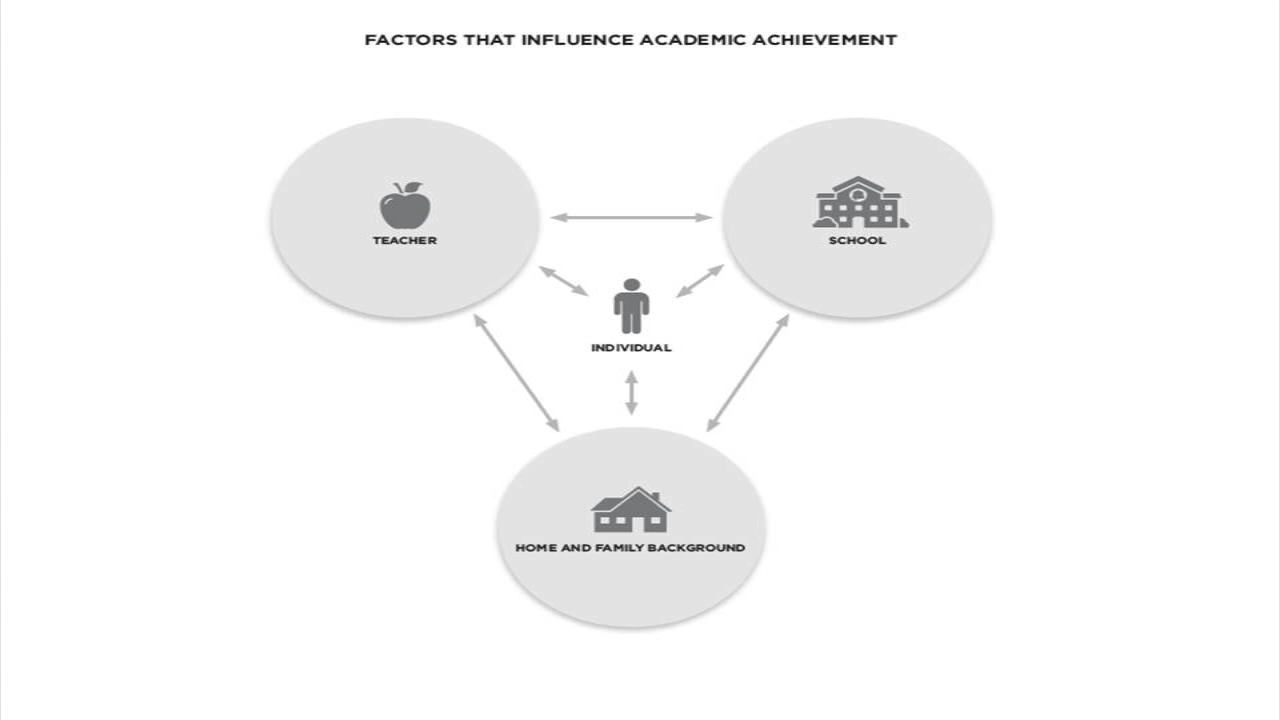 FACTORS THAT INFLUENCE ACADEMIC ACHIEVEMENT
TEACHER
SCHOOL
INDIVIDUAL
HOME AND FAMILY BACKGROUND